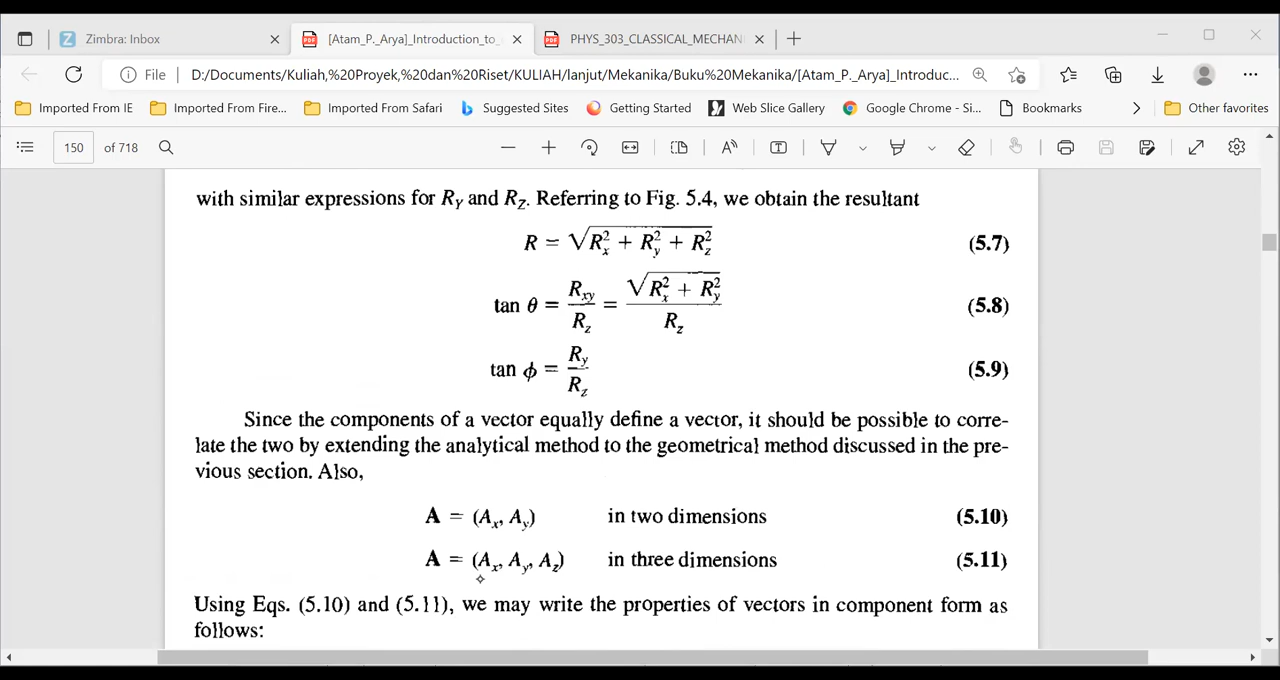 Zimbra: Inbox
[Atam_P._Arya]_Introduction_to_
PHYS_303_CLASSICAL_MECHAN
File D:/Documents/Kuliah,%20Proyek,%20dan%20Riset/KULIAH/lanjut/Mekanika/Buku%20Mekanika/[Atam_P._Arya]_Introduc...
Imported From IE Imported From Fire... Imported From Safari Suggested Sites Getting Started Web Slice Gallery Google Chrome - Si... Bookmarks Other favorites
150 of 718
with similar expressions for R_Y and R_Z. Referring to Fig. 5.4, we obtain the resultant
R = √(R_x^2 + R_y^2 + R_z^2) (5.7)
tan θ = R_xy / R_z = √(R_x^2 + R_y^2) / R_z (5.8)
tan ϕ = R_y / R_z (5.9)
Since the components of a vector equally define a vector, it should be possible to corre-
late the two by extending the analytical method to the geometrical method discussed in the pre-
vious section. Also,
A = (A_x, A_y) in two dimensions (5.10)
A = (A_x, A_y, A_z) in three dimensions (5.11)
Using Eqs. (5.10) and (5.11), we may write the properties of vectors in component form as
follows: